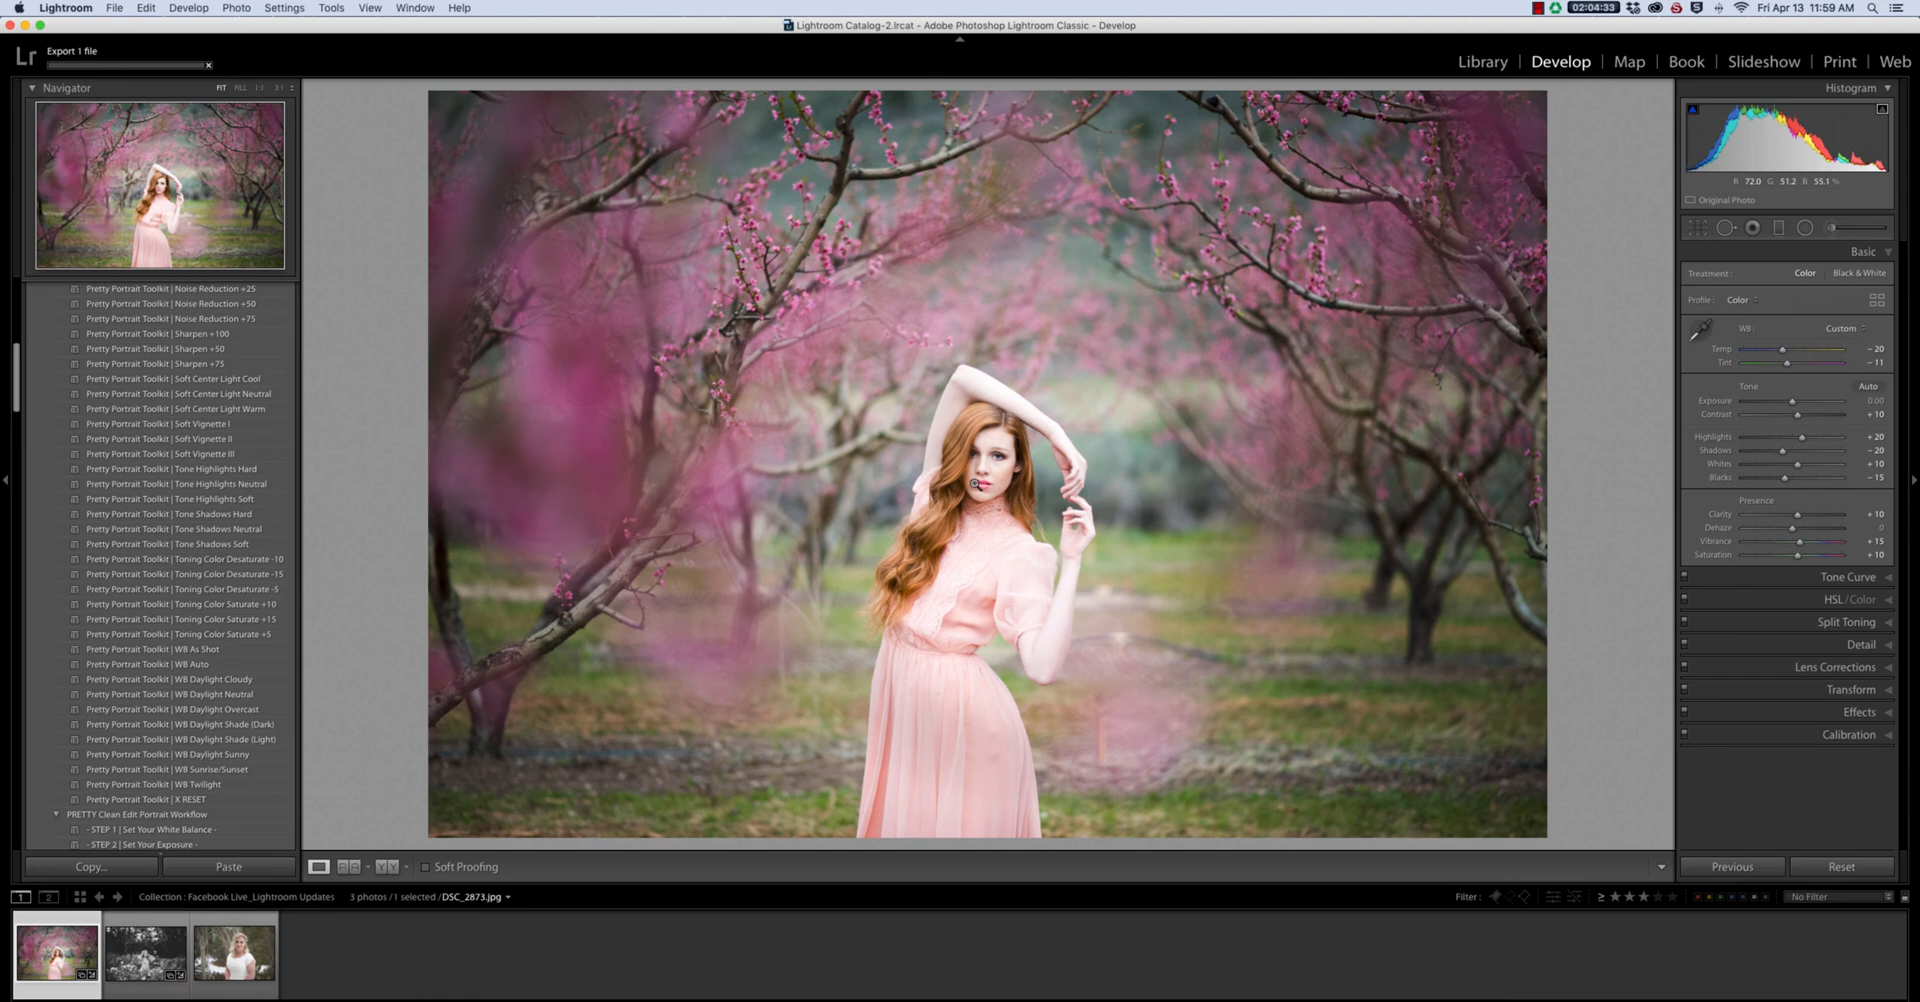 Lightroom File Edit Develop Photo Settings Tools View Window Help
02:04:33 Fri Apr 13 11:59 AM
Lightroom Catalog-2.lrcat - Adobe Photoshop Lightroom Classic - Develop
Lr Export 1 file
Library | Develop | Map | Book | Slideshow | Print | Web
Navigator FIT FILL 1:1 3:1
Pretty Portrait Toolkit | Noise Reduction +25
Pretty Portrait Toolkit | Noise Reduction +50
Pretty Portrait Toolkit | Noise Reduction +75
Pretty Portrait Toolkit | Sharpen +100
Pretty Portrait Toolkit | Sharpen +50
Pretty Portrait Toolkit | Sharpen +75
Pretty Portrait Toolkit | Soft Center Light Cool
Pretty Portrait Toolkit | Soft Center Light Neutral
Pretty Portrait Toolkit | Soft Center Light Warm
Pretty Portrait Toolkit | Soft Vignette I
Pretty Portrait Toolkit | Soft Vignette II
Pretty Portrait Toolkit | Soft Vignette III
Pretty Portrait Toolkit | Tone Highlights Hard
Pretty Portrait Toolkit | Tone Highlights Neutral
Pretty Portrait Toolkit | Tone Highlights Soft
Pretty Portrait Toolkit | Tone Shadows Hard
Pretty Portrait Toolkit | Tone Shadows Neutral
Pretty Portrait Toolkit | Tone Shadows Soft
Pretty Portrait Toolkit | Toning Color Desaturate -10
Pretty Portrait Toolkit | Toning Color Desaturate -15
Pretty Portrait Toolkit | Toning Color Desaturate -5
Pretty Portrait Toolkit | Toning Color Saturate +10
Pretty Portrait Toolkit | Toning Color Saturate +15
Pretty Portrait Toolkit | Toning Color Saturate +5
Pretty Portrait Toolkit | WB As Shot
Pretty Portrait Toolkit | WB Auto
Pretty Portrait Toolkit | WB Daylight Cloudy
Pretty Portrait Toolkit | WB Daylight Neutral
Pretty Portrait Toolkit | WB Daylight Overcast
Pretty Portrait Toolkit | WB Daylight Shade (Dark)
Pretty Portrait Toolkit | WB Daylight Shade (Light)
Pretty Portrait Toolkit | WB Daylight Sunny
Pretty Portrait Toolkit | WB Sunrise/Sunset
Pretty Portrait Toolkit | WB Twilight
Pretty Portrait Toolkit | X RESET
PRETTY Clean Edit Portrait Workflow
- STEP 1 | Set Your White Balance -
- STEP 2 | Set Your Exposure -
Copy... Paste
Soft Proofing
Histogram
R 72.0 G 51.2 B 55.1 %
Original Photo
Basic
Treatment : Color Black & White
Profile : Color
WB : Custom
Temp - 20
Tint - 11
Tone Auto
Exposure 0.00
Contrast + 10
Highlights + 20
Shadows - 20
Whites + 10
Blacks - 15
Presence
Clarity + 10
Dehaze 0
Vibrance + 15
Saturation + 10
Tone Curve
HSL / Color
Split Toning
Detail
Lens Corrections
Transform
Effects
Calibration
Previous Reset
1 2 Collection : Facebook Live_Lightroom Updates 3 photos / 1 selected / DSC_2873.jpg Filter : ≥ No Filter